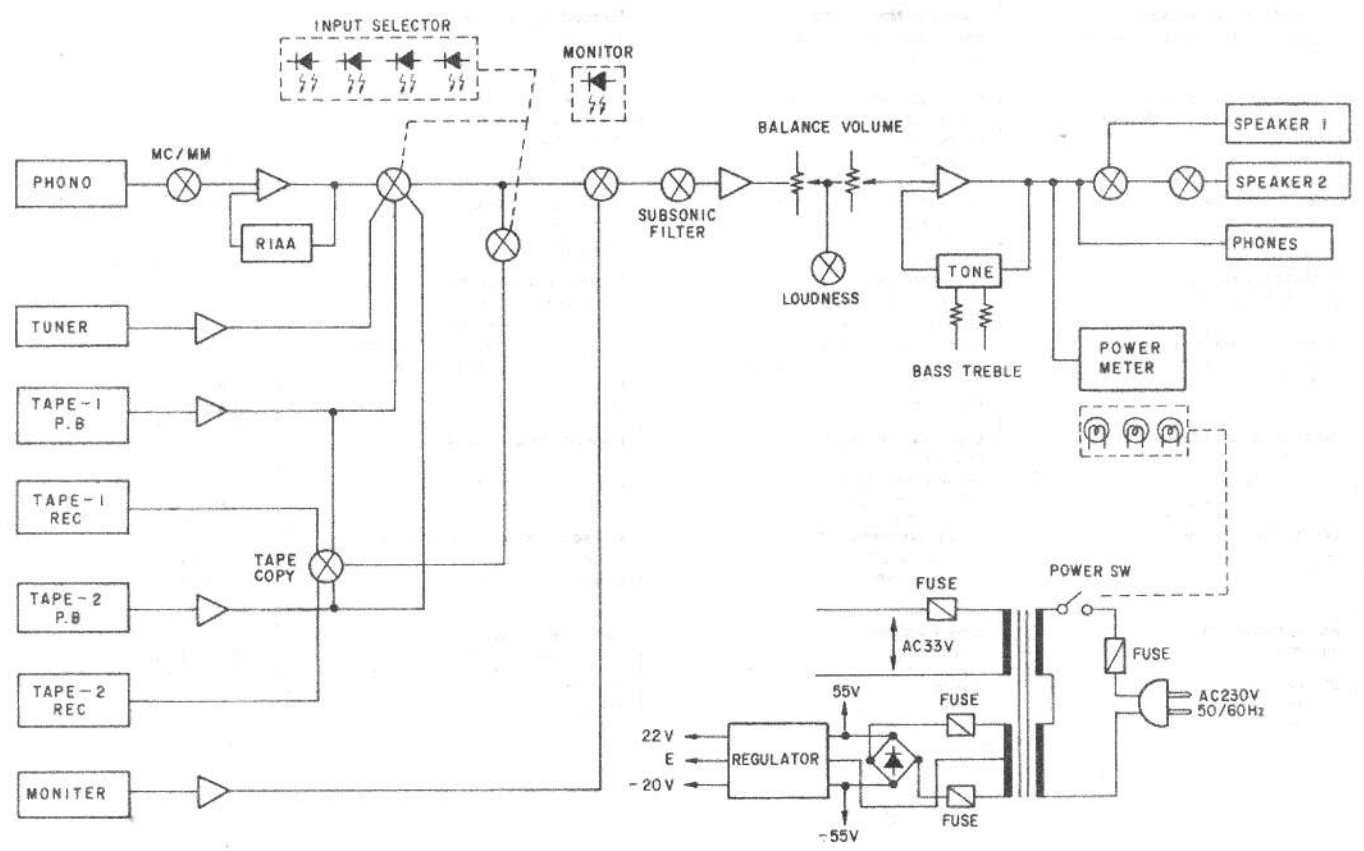 INPUT SELECTOR
MONITOR
BALANCE VOLUME
MC/MM
PHONO
RIAA
SUBSONIC
FILTER
LOUDNESS
TONE
BASS TREBLE
SPEAKER 1
SPEAKER 2
PHONES
POWER
METER
TUNER
TAPE-1
P.B
TAPE-1
REC
TAPE
COPY
TAPE-2
P.B
TAPE-2
REC
MONITER
FUSE
POWER SW
AC33V
FUSE
AC230V
50/60Hz
55V
FUSE
22V
E
-20V
REGULATOR
-55V
FUSE